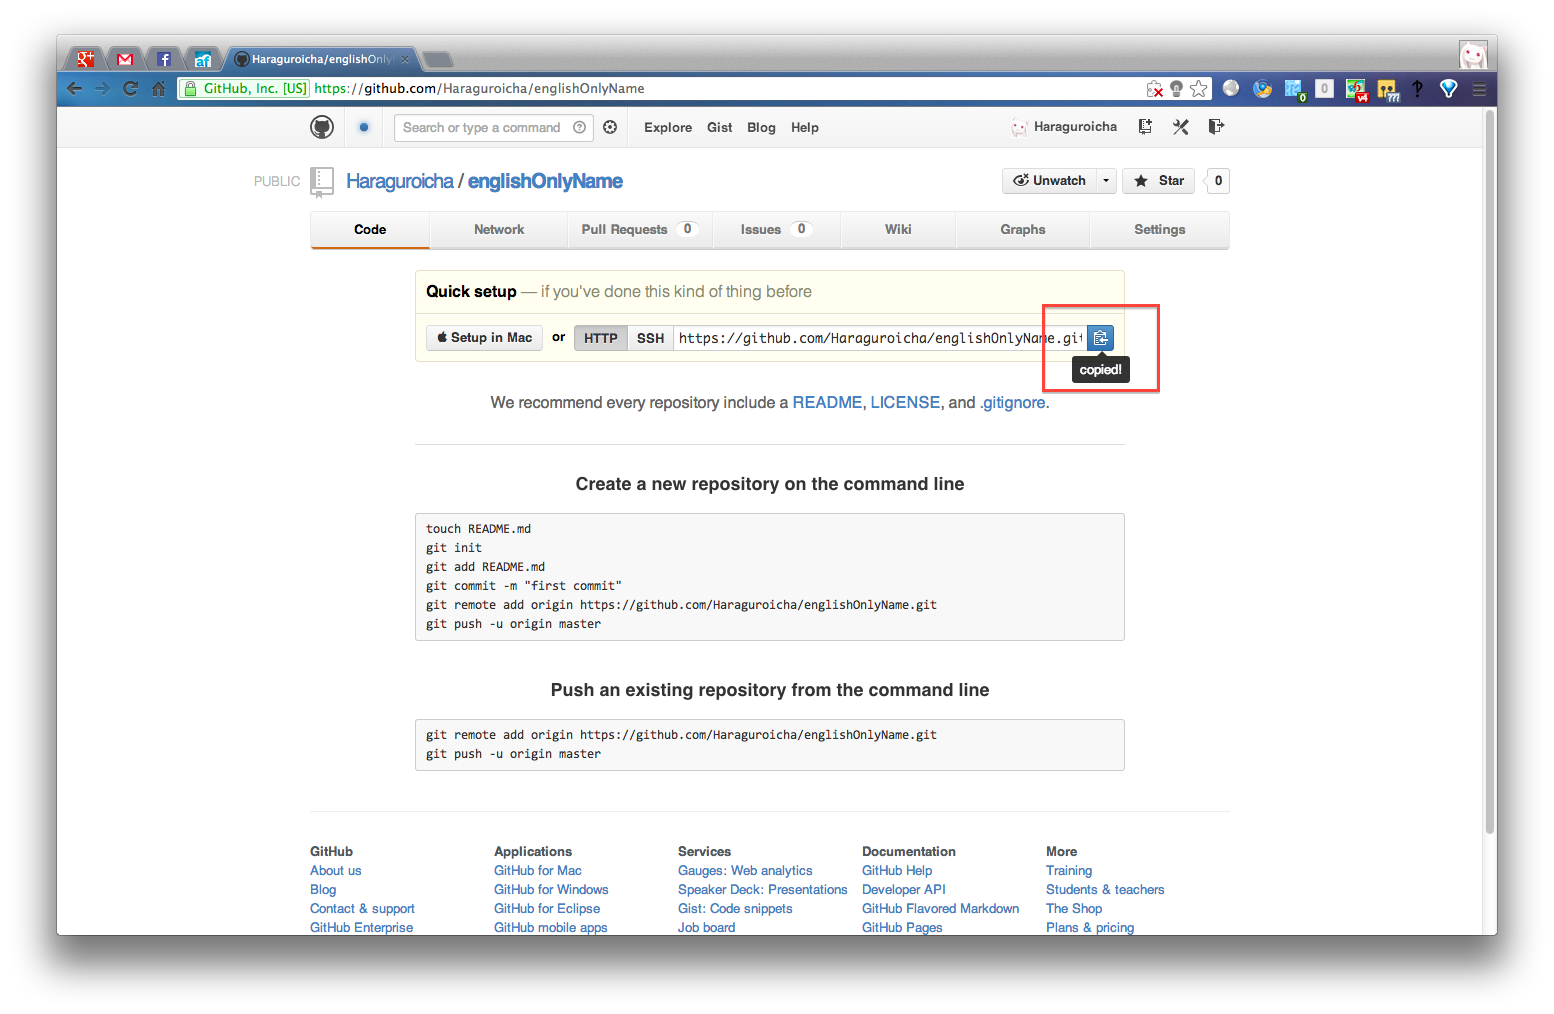 Haraguroicha/englishOnly
GitHub, Inc. [US] https://github.com/Haraguroicha/englishOnlyName
Search or type a command
Explore Gist Blog Help
Haraguroicha
PUBLIC Haraguroicha / englishOnlyName
Unwatch Star 0
Code Network Pull Requests 0 Issues 0 Wiki Graphs Settings
Quick setup — if you've done this kind of thing before
Setup in Mac or HTTP SSH https://github.com/Haraguroicha/englishOnlyName.git
copied!
We recommend every repository include a README, LICENSE, and .gitignore.
Create a new repository on the command line
touch README.md
git init
git add README.md
git commit -m "first commit"
git remote add origin https://github.com/Haraguroicha/englishOnlyName.git
git push -u origin master
Push an existing repository from the command line
git remote add origin https://github.com/Haraguroicha/englishOnlyName.git
git push -u origin master
GitHub Applications Services Documentation More
About us GitHub for Mac Gauges: Web analytics GitHub Help Training
Blog GitHub for Windows Speaker Deck: Presentations Developer API Students & teachers
Contact & support GitHub for Eclipse Gist: Code snippets GitHub Flavored Markdown The Shop
GitHub Enterprise GitHub mobile apps Job board GitHub Pages Plans & pricing